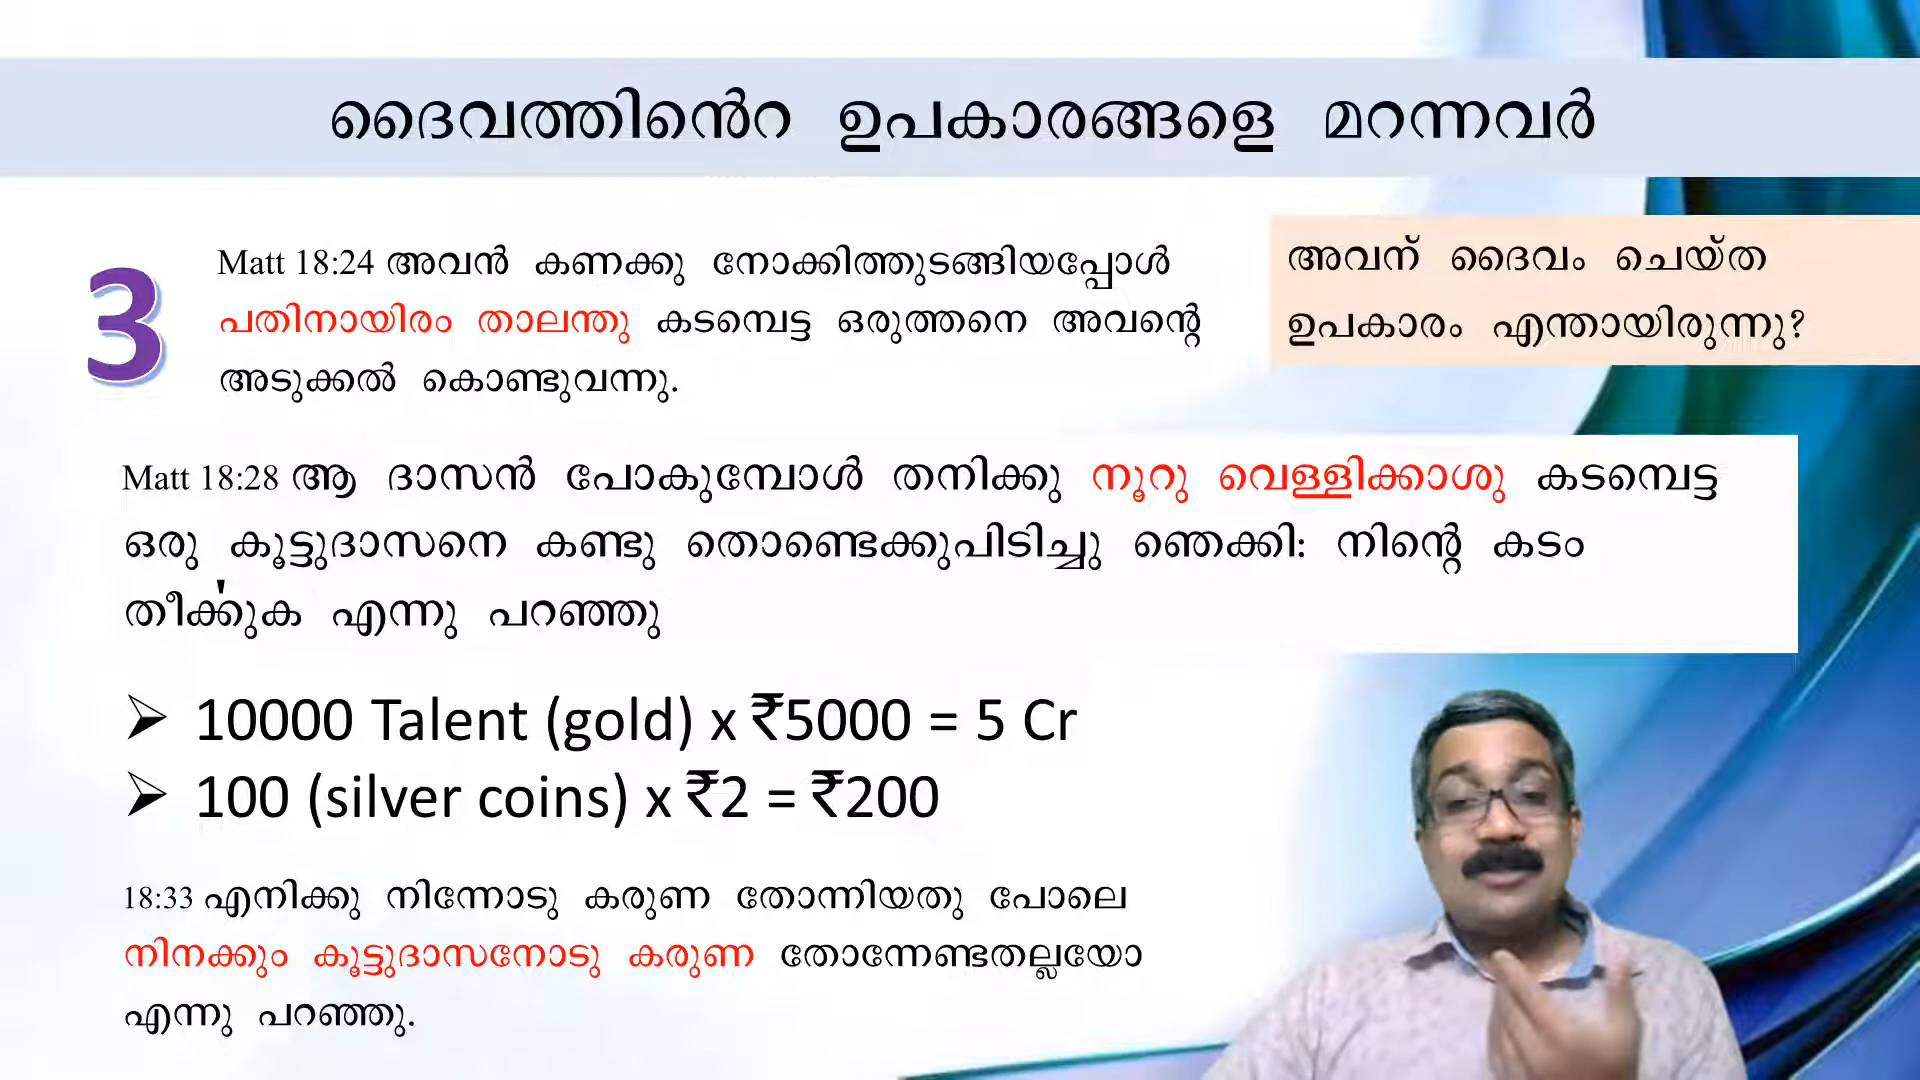 ദൈവത്തിൻെറ ഉപകാരങ്ങളെ മറന്നവർ
3
Matt 18:24 അവൻ കണക്കു നോക്കിത്തുടങ്ങിയപ്പോൾ
പതിനായിരം താലന്തു കടമ്പെട്ട ഒരുത്തനെ അവന്റെ
അടുക്കൽ കൊണ്ടുവന്നു.
അവന് ദൈവം ചെയ്ത
ഉപകാരം എന്തായിരുന്നു?
Matt 18:28 ആ ദാസൻ പോകുമ്പോൾ തനിക്കു നൂറു വെള്ളിക്കാശു കടമ്പെട്ട
ഒരു കൂട്ടുദാസനെ കണ്ടു തൊണ്ടെക്കുപിടിച്ചു ഞെക്കി: നിന്റെ കടം
തീൎക്കുക എന്നു പറഞ്ഞു
➢ 10000 Talent (gold) x ₹5000 = 5 Cr
➢ 100 (silver coins) x ₹2 = ₹200
18:33 എനിക്കു നിന്നോടു കരുണ തോന്നിയതു പോലെ
നിനക്കും കൂട്ടുദാസനോടു കരുണ തോന്നേണ്ടതല്ലയോ
എന്നു പറഞ്ഞു.